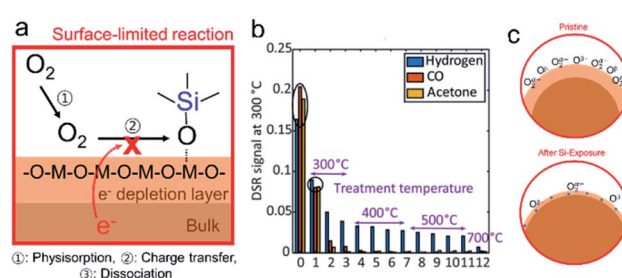 a
Surface-limited reaction
O₂
①
O₂
②
X
Si
O
-O-M-O-M-O-M-O-M-O-
e⁻ depletion layer
e⁻
Bulk
①: Physisorption, ②: Charge transfer,
③: Dissociation
b
DSR signal at 300 °C
0.25
0.2
0.15
0.1
0.05
0
Hydrogen
CO
Acetone
300°C
Treatment temperature
400°C
500°C
700°C
0 1 2 3 4 5 6 7 8 9 10 11 12
c
Pristine
After Si-Exposure